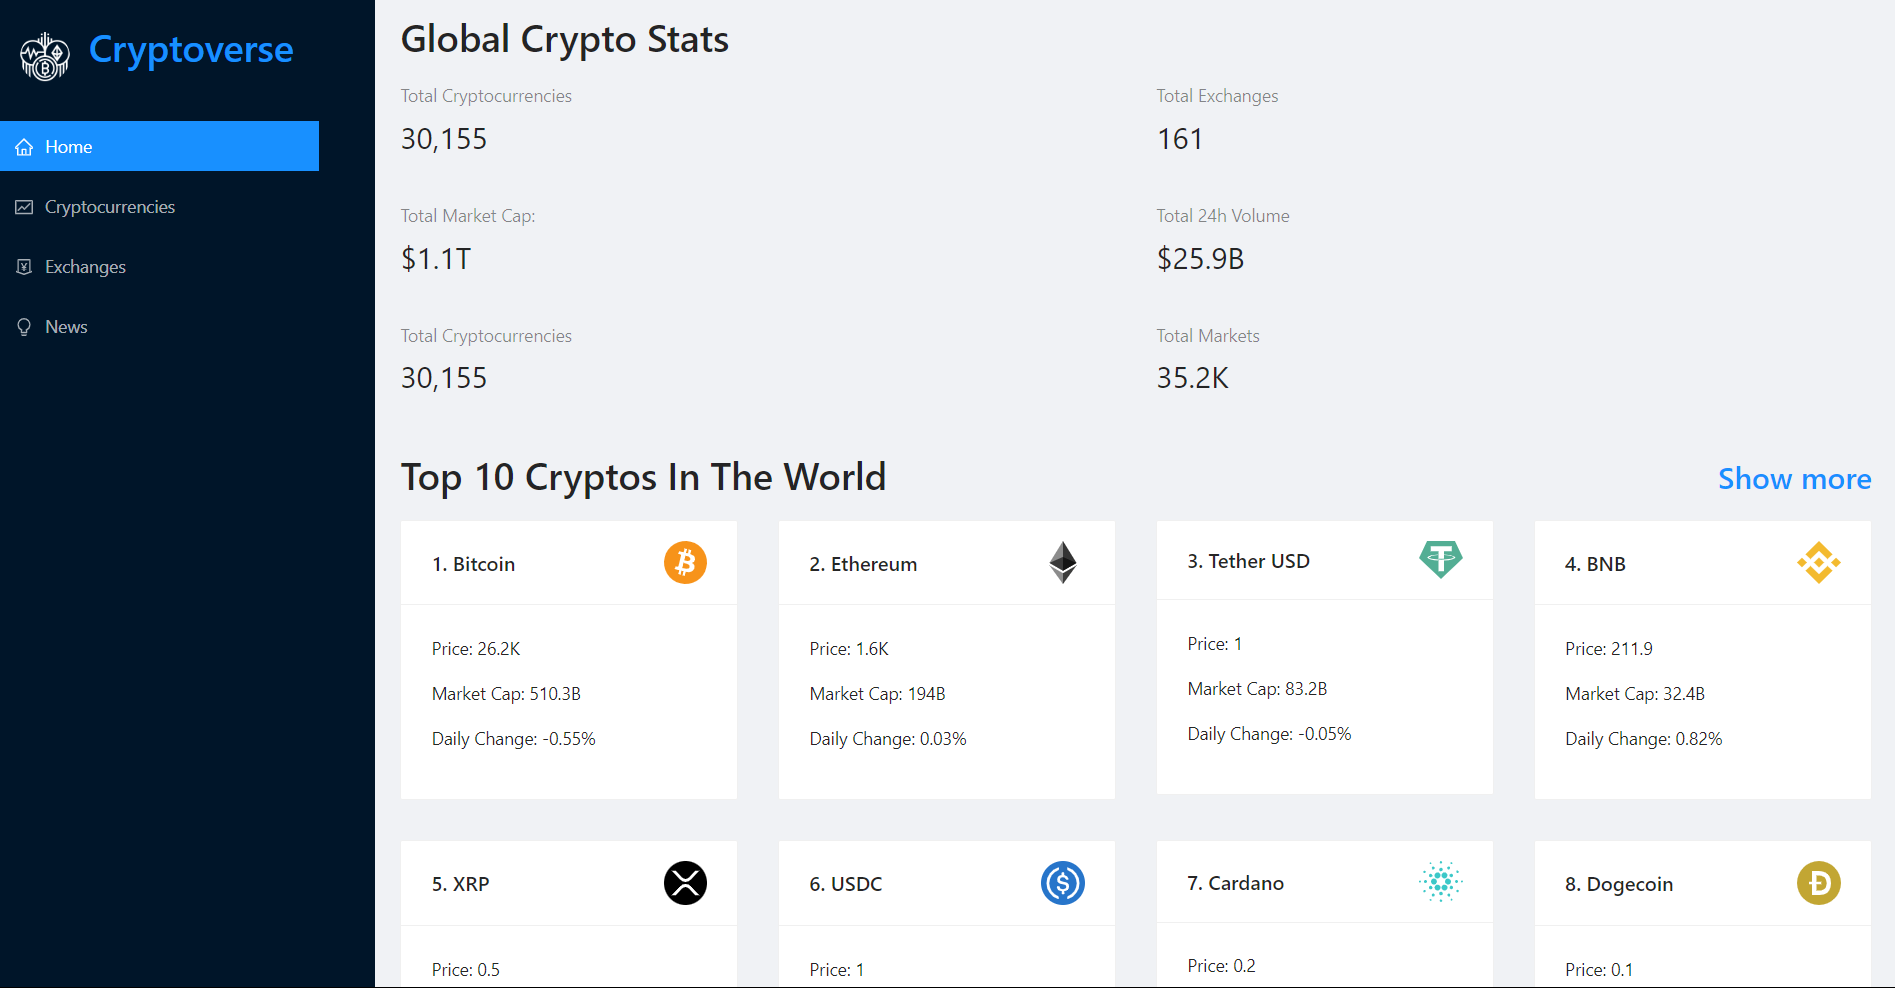 Cryptoverse
Home
Cryptocurrencies
Exchanges
News
Global Crypto Stats
Total Cryptocurrencies
30,155
Total Exchanges
161
Total Market Cap:
$1.1T
Total 24h Volume
$25.9B
Total Cryptocurrencies
30,155
Total Markets
35.2K
Top 10 Cryptos In The World
Show more
1. Bitcoin
Price: 26.2K
Market Cap: 510.3B
Daily Change: -0.55%
2. Ethereum
Price: 1.6K
Market Cap: 194B
Daily Change: 0.03%
3. Tether USD
Price: 1
Market Cap: 83.2B
Daily Change: -0.05%
4. BNB
Price: 211.9
Market Cap: 32.4B
Daily Change: 0.82%
5. XRP
Price: 0.5
6. USDC
Price: 1
7. Cardano
Price: 0.2
8. Dogecoin
Price: 0.1